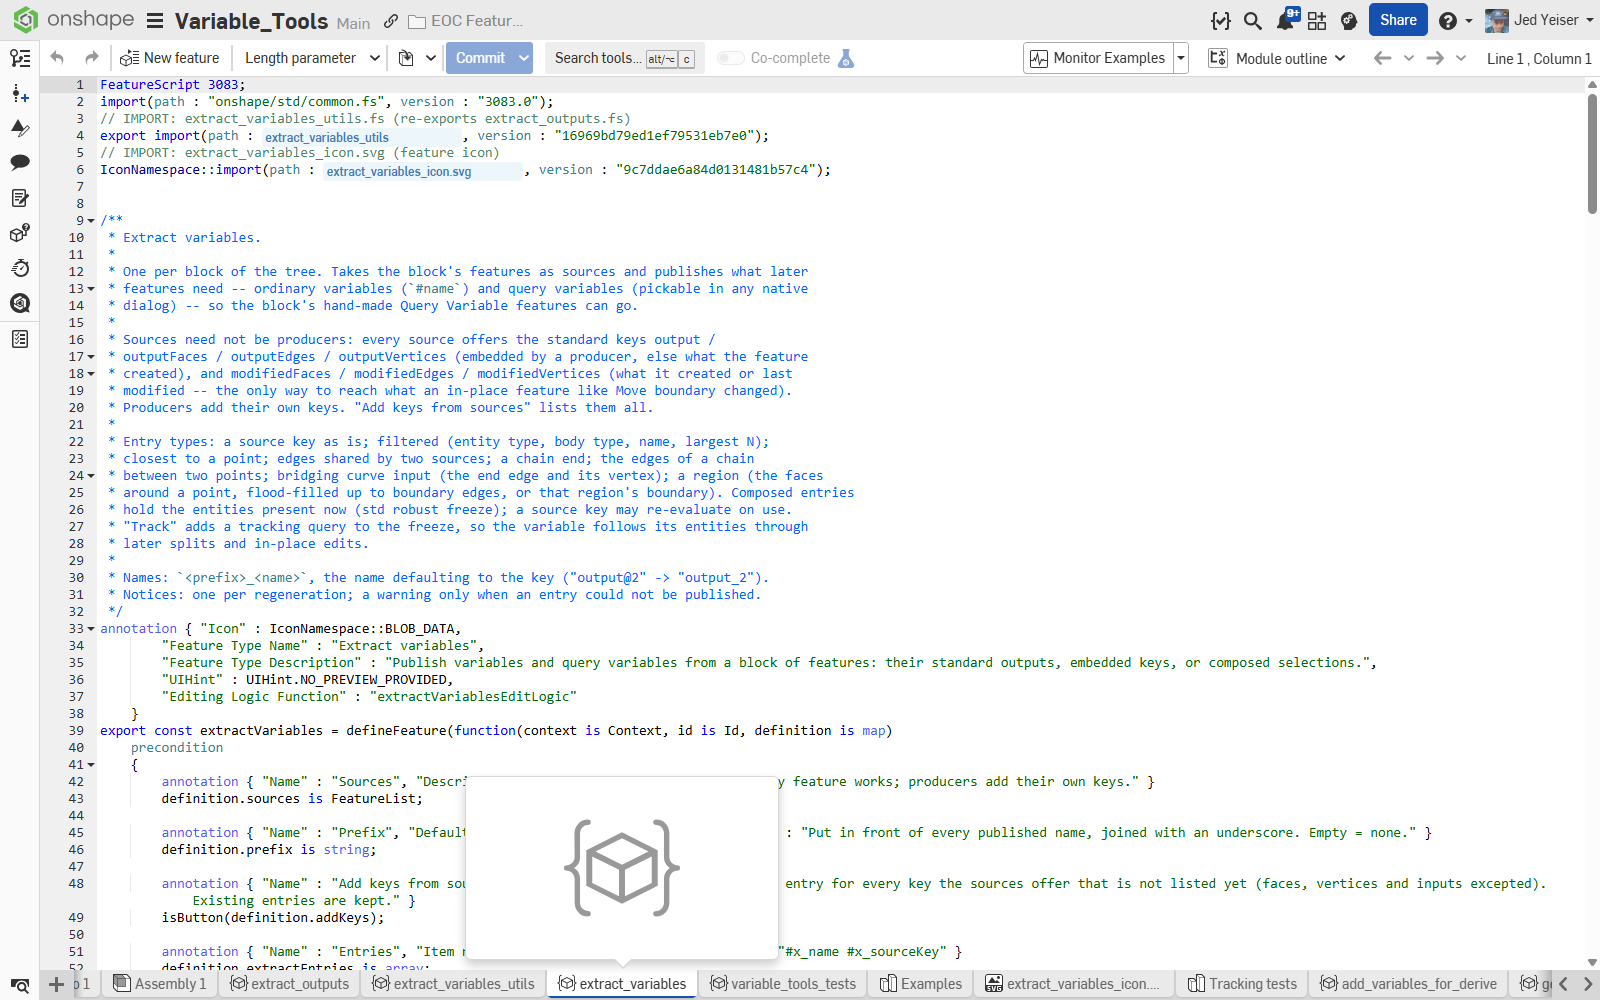 onshape Variable_Tools Main EOC Featur... 9+ Share Jed Yeiser
New feature Length parameter Commit Search tools... alt/⌥ c Co-complete Monitor Examples Module outline Line 1 , Column 1
1 FeatureScript 3083;
2 import(path : "onshape/std/common.fs", version : "3083.0");
3 // IMPORT: extract_variables_utils.fs (re-exports extract_outputs.fs)
4 export import(path : extract_variables_utils , version : "16969bd79ed1ef79531eb7e0");
5 // IMPORT: extract_variables_icon.svg (feature icon)
6 IconNamespace::import(path : extract_variables_icon.svg , version : "9c7ddae6a84d0131481b57c4");
7
8
9 /**
10 * Extract variables.
11 *
12 * One per block of the tree. Takes the block's features as sources and publishes what later
13 * features need -- ordinary variables (`#name`) and query variables (pickable in any native
14 * dialog) -- so the block's hand-made Query Variable features can go.
15 *
16 * Sources need not be producers: every source offers the standard keys output /
17 * outputFaces / outputEdges / outputVertices (embedded by a producer, else what the feature
18 * created), and modifiedFaces / modifiedEdges / modifiedVertices (what it created or last
19 * modified -- the only way to reach what an in-place feature like Move boundary changed).
20 * Producers add their own keys. "Add keys from sources" lists them all.
21 *
22 * Entry types: a source key as is; filtered (entity type, body type, name, largest N);
23 * closest to a point; edges shared by two sources; a chain end; the edges of a chain
24 * between two points; bridging curve input (the end edge and its vertex); a region (the faces
25 * around a point, flood-filled up to boundary edges, or that region's boundary). Composed entries
26 * hold the entities present now (std robust freeze); a source key may re-evaluate on use.
27 * "Track" adds a tracking query to the freeze, so the variable follows its entities through
28 * later splits and in-place edits.
29 *
30 * Names: `<prefix>_<name>`, the name defaulting to the key ("output@2" -> "output_2").
31 * Notices: one per regeneration; a warning only when an entry could not be published.
32 */
33 annotation { "Icon" : IconNamespace::BLOB_DATA,
34 "Feature Type Name" : "Extract variables",
35 "Feature Type Description" : "Publish variables and query variables from a block of features: their standard outputs, embedded keys, or composed selections.",
36 "UIHint" : UIHint.NO_PREVIEW_PROVIDED,
37 "Editing Logic Function" : "extractVariablesEditLogic"
38 }
39 export const extractVariables = defineFeature(function(context is Context, id is Id, definition is map)
40 precondition
41 {
42 annotation { "Name" : "Sources", "Descri y feature works; producers add their own keys." }
43 definition.sources is FeatureList;
44
45 annotation { "Name" : "Prefix", "Default : "Put in front of every published name, joined with an underscore. Empty = none." }
46 definition.prefix is string;
47
48 annotation { "Name" : "Add keys from sou entry for every key the sources offer that is not listed yet (faces, vertices and inputs excepted).
Existing entries are kept." }
49 isButton(definition.addKeys);
50
51 annotation { "Name" : "Entries", "Item n "#x_name #x_sourceKey" }
52 definition.extractEntries is array;
1 Assembly 1 extract_outputs extract_variables_utils extract_variables variable_tools_tests Examples SVG extract_variables_icon.... Tracking tests add_variables_for_derive